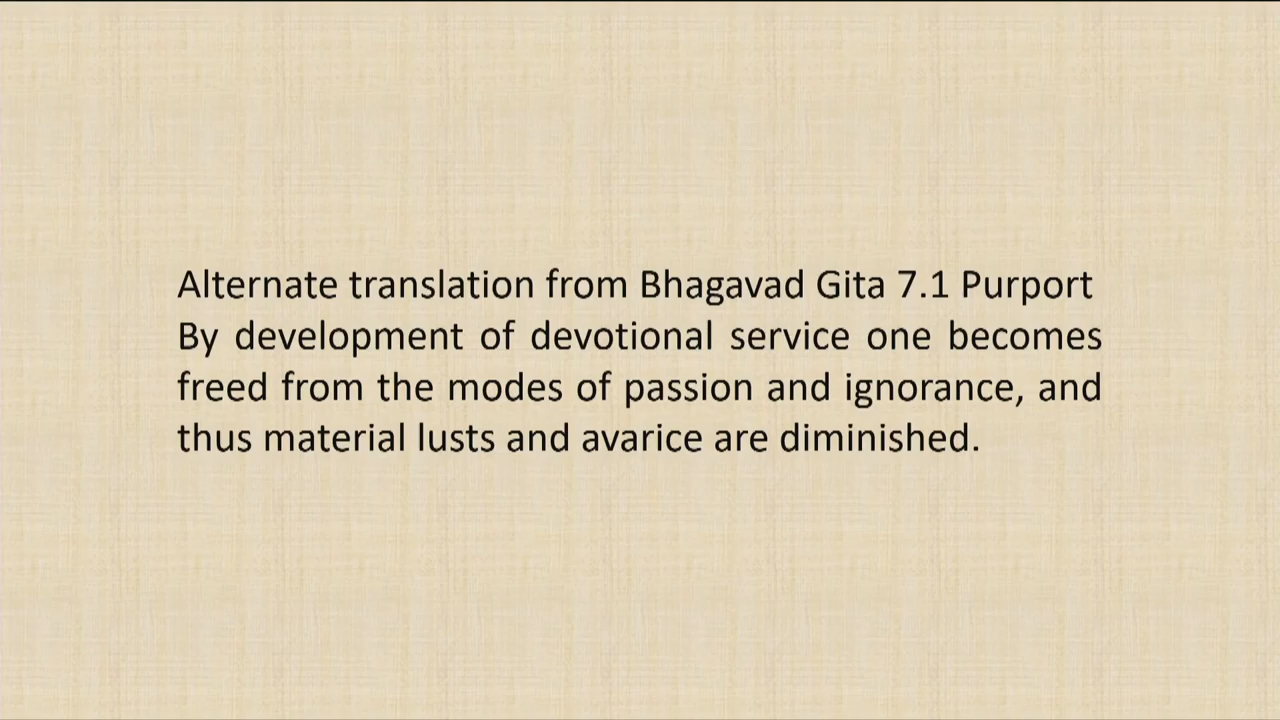 Alternate translation from Bhagavad Gita 7.1 Purport
By development of devotional service one becomes
freed from the modes of passion and ignorance, and
thus material lusts and avarice are diminished.